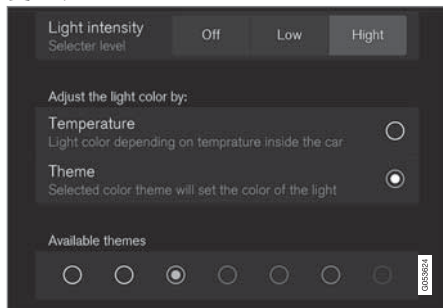 Light intensity
Selecter level
Off Low Hight
Adjust the light color by:
Temperature
Light color depending on temprature inside the car
Theme
Selected color theme will set the color of the light
Available themes
G053624